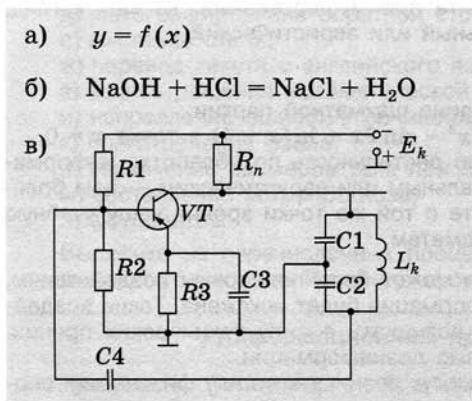 а) y = f(x)
б) NaOH + HCl = NaCl + H₂O
в)
R1
Rₙ
− Eₖ
+
VT
R2
R3
C3
C1
C2
Lₖ
C4